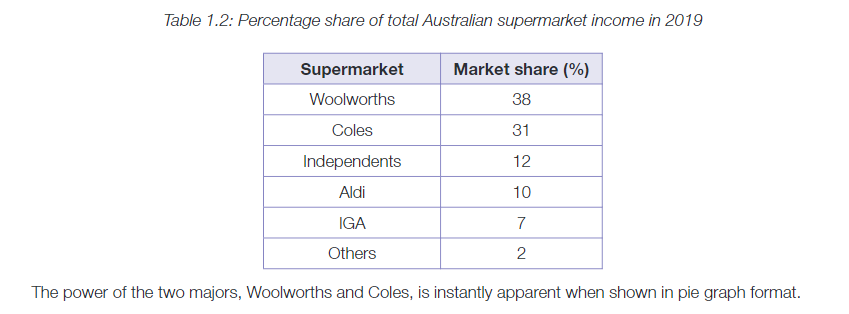 Table 1.2: Percentage share of total Australian supermarket income in 2019
Supermarket Market share (%)
Woolworths 38
Coles 31
Independents 12
Aldi 10
IGA 7
Others 2
The power of the two majors, Woolworths and Coles, is instantly apparent when shown in pie graph format.